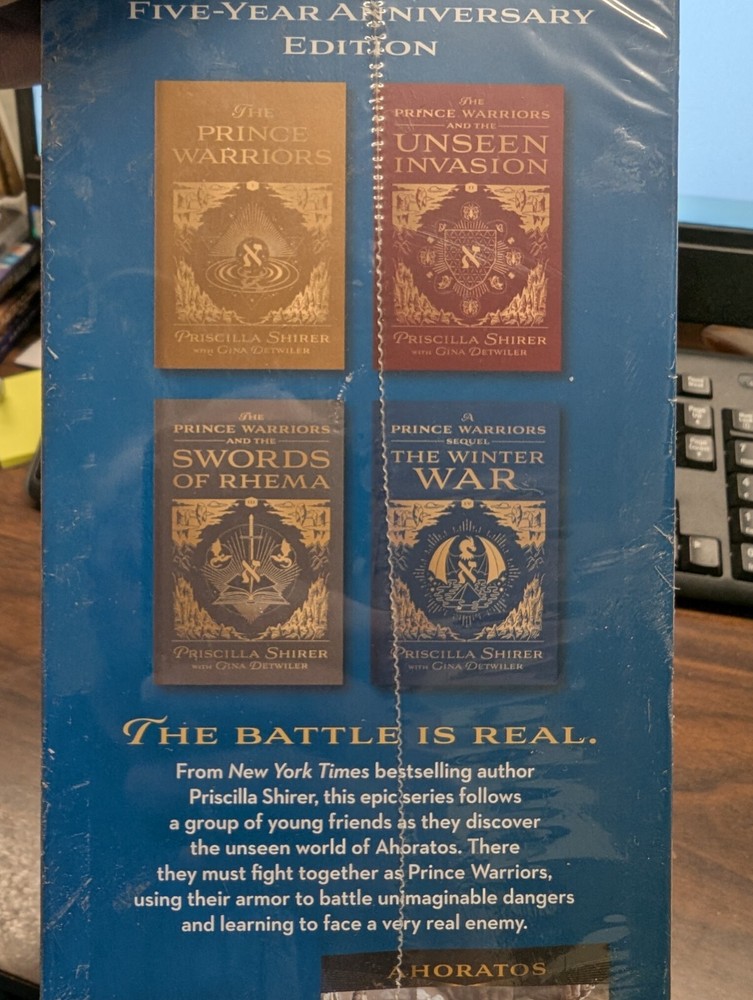 FIVE-YEAR ANNIVERSARY
EDITION
THE
PRINCE
WARRIORS
PRISCILLA SHIRER
WITH GINA DETWILER
THE
PRINCE WARRIORS
AND THE
UNSEEN
INVASION
II
PRISCILLA SHIRER
WITH GINA DETWILER
THE
PRINCE WARRIORS
AND THE
SWORDS
OF RHEMA
III
PRISCILLA SHIRER
WITH GINA DETWILER
A
PRINCE WARRIORS
SEQUEL
THE WINTER
WAR
PRISCILLA SHIRER
WITH GINA DETWILER
THE BATTLE IS REAL.
From New York Times bestselling author
Priscilla Shirer, this epic series follows
a group of young friends as they discover
the unseen world of Ahoratos. There
they must fight together as Prince Warriors,
using their armor to battle unimaginable dangers
and learning to face a very real enemy.
AHORATOS